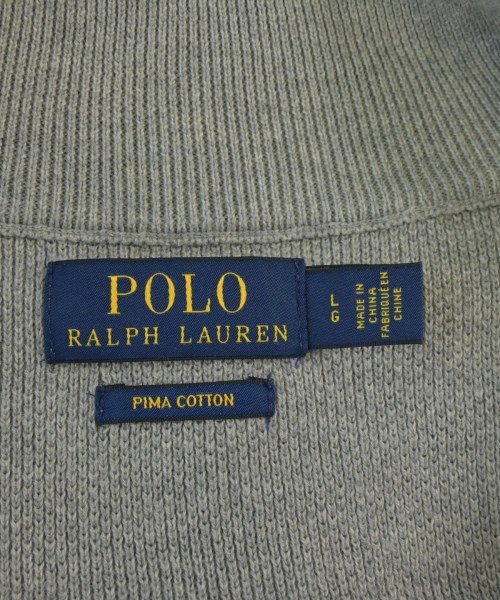 POLO
RALPH LAUREN
L
G
MADE IN
CHINA
FABRIQUÉ EN
CHINE
PIMA COTTON